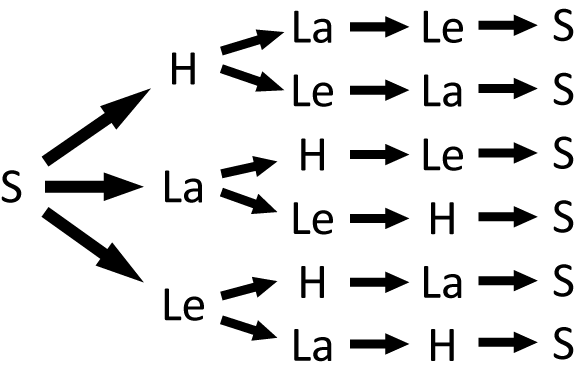 La Le S
H
Le La S
H Le S
S La
Le H S
H La S
Le
La H S